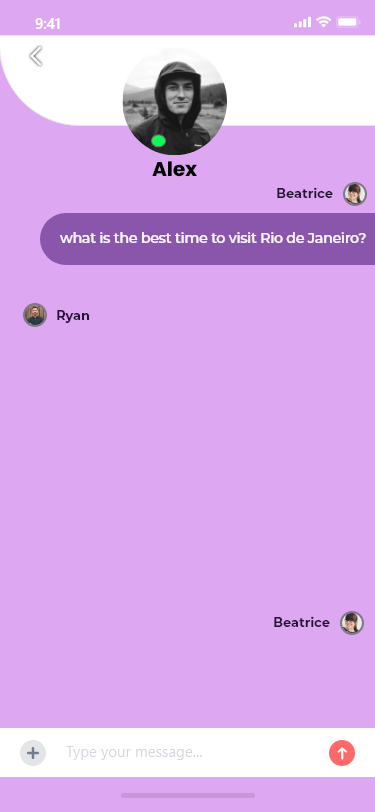 9:41
Alex
Beatrice
what is the best time to visit Rio de Janeiro?
Ryan
Beatrice
Type your message...